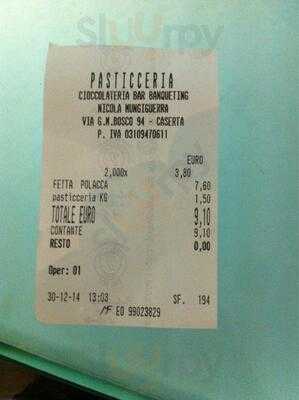 PASTICCERIA
CIOCCOLATERIA BAR BANQUETING
NICOLA MUNGIGUERRA
VIA G.M.BOSCO 94 - CASERTA
P. IVA 03109470611
EURO
2,000x 3,80
FETTA POLACCA 7,60
pasticceria KG 1,50
TOTALE EURO 9,10
CONTANTE 9,10
RESTO 0,00
Oper: 01
30-12-14 13:03 SF. 194
MF EO 99023829